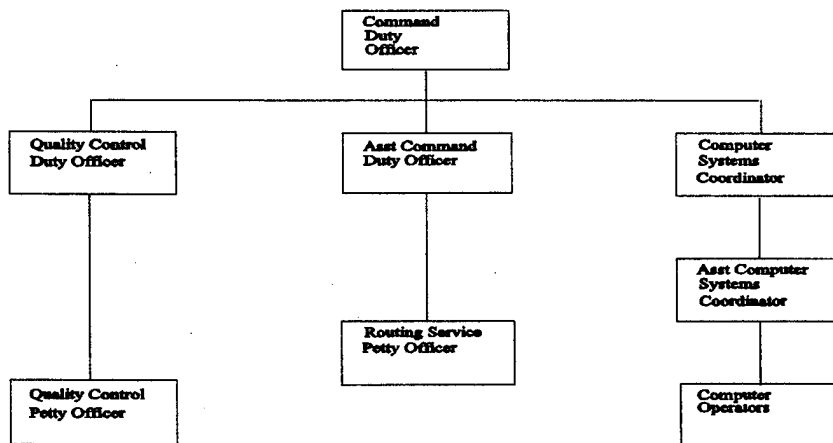 Command
Duty
Officer
Quality Control
Duty Officer
Asst Command
Duty Officer
Computer
Systems
Coordinator
Asst Computer
Systems
Coordinator
Routing Service
Petty Officer
Quality Control
Petty Officer
Computer
Operators